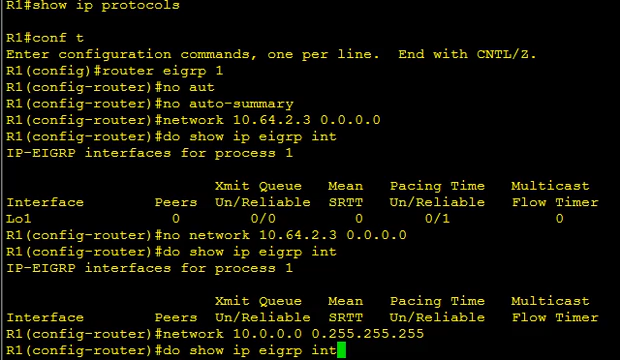 R1#show ip protocols
R1#conf t
Enter configuration commands, one per line.  End with CNTL/Z.
R1(config)#router eigrp 1
R1(config-router)#no aut
R1(config-router)#no auto-summary
R1(config-router)#network 10.64.2.3 0.0.0.0
R1(config-router)#do show ip eigrp int
IP-EIGRP interfaces for process 1
Xmit Queue   Mean   Pacing Time   Multicast
Interface        Peers  Un/Reliable  SRTT   Un/Reliable   Flow Timer
Lo1                0        0/0         0       0/1            0
R1(config-router)#no network 10.64.2.3 0.0.0.0
R1(config-router)#do show ip eigrp int
IP-EIGRP interfaces for process 1
Xmit Queue   Mean   Pacing Time   Multicast
Interface        Peers  Un/Reliable  SRTT   Un/Reliable   Flow Timer
R1(config-router)#network 10.0.0.0 0.255.255.255
R1(config-router)#do show ip eigrp int